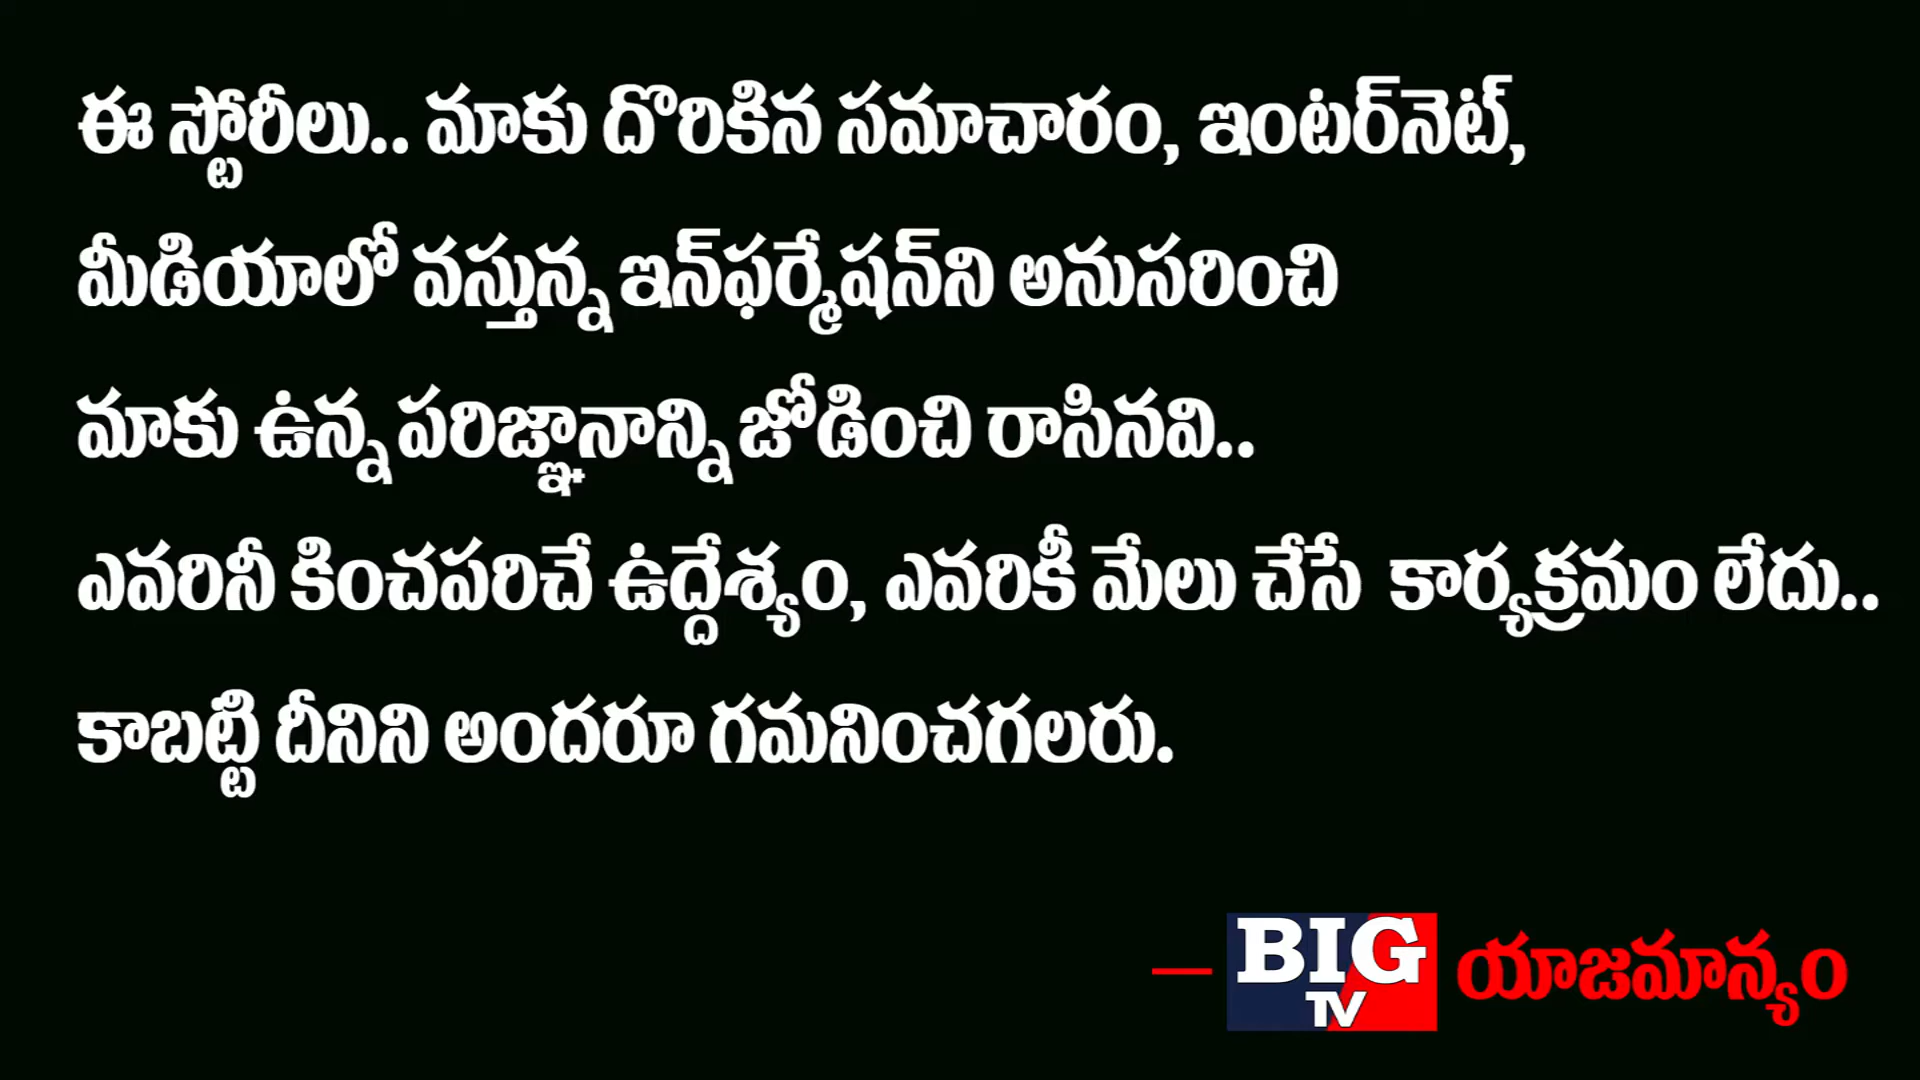 ఈ స్టోరీలు.. మాకు దొరికిన సమాచారం, ఇంటర్‌నెట్,
మీడియాలో వస్తున్న ఇన్‌ఫర్మేషన్‌ని అనుసరించి
మాకు ఉన్న పరిజ్ఞానాన్ని జోడించి రాసినవి..
ఎవరినీ కించపరిచే ఉద్దేశ్యం, ఎవరికీ మేలు చేసే కార్యక్రమం లేదు..
కాబట్టి దీనిని అందరూ గమనించగలరు.
— BIG TV యాజమాన్యం